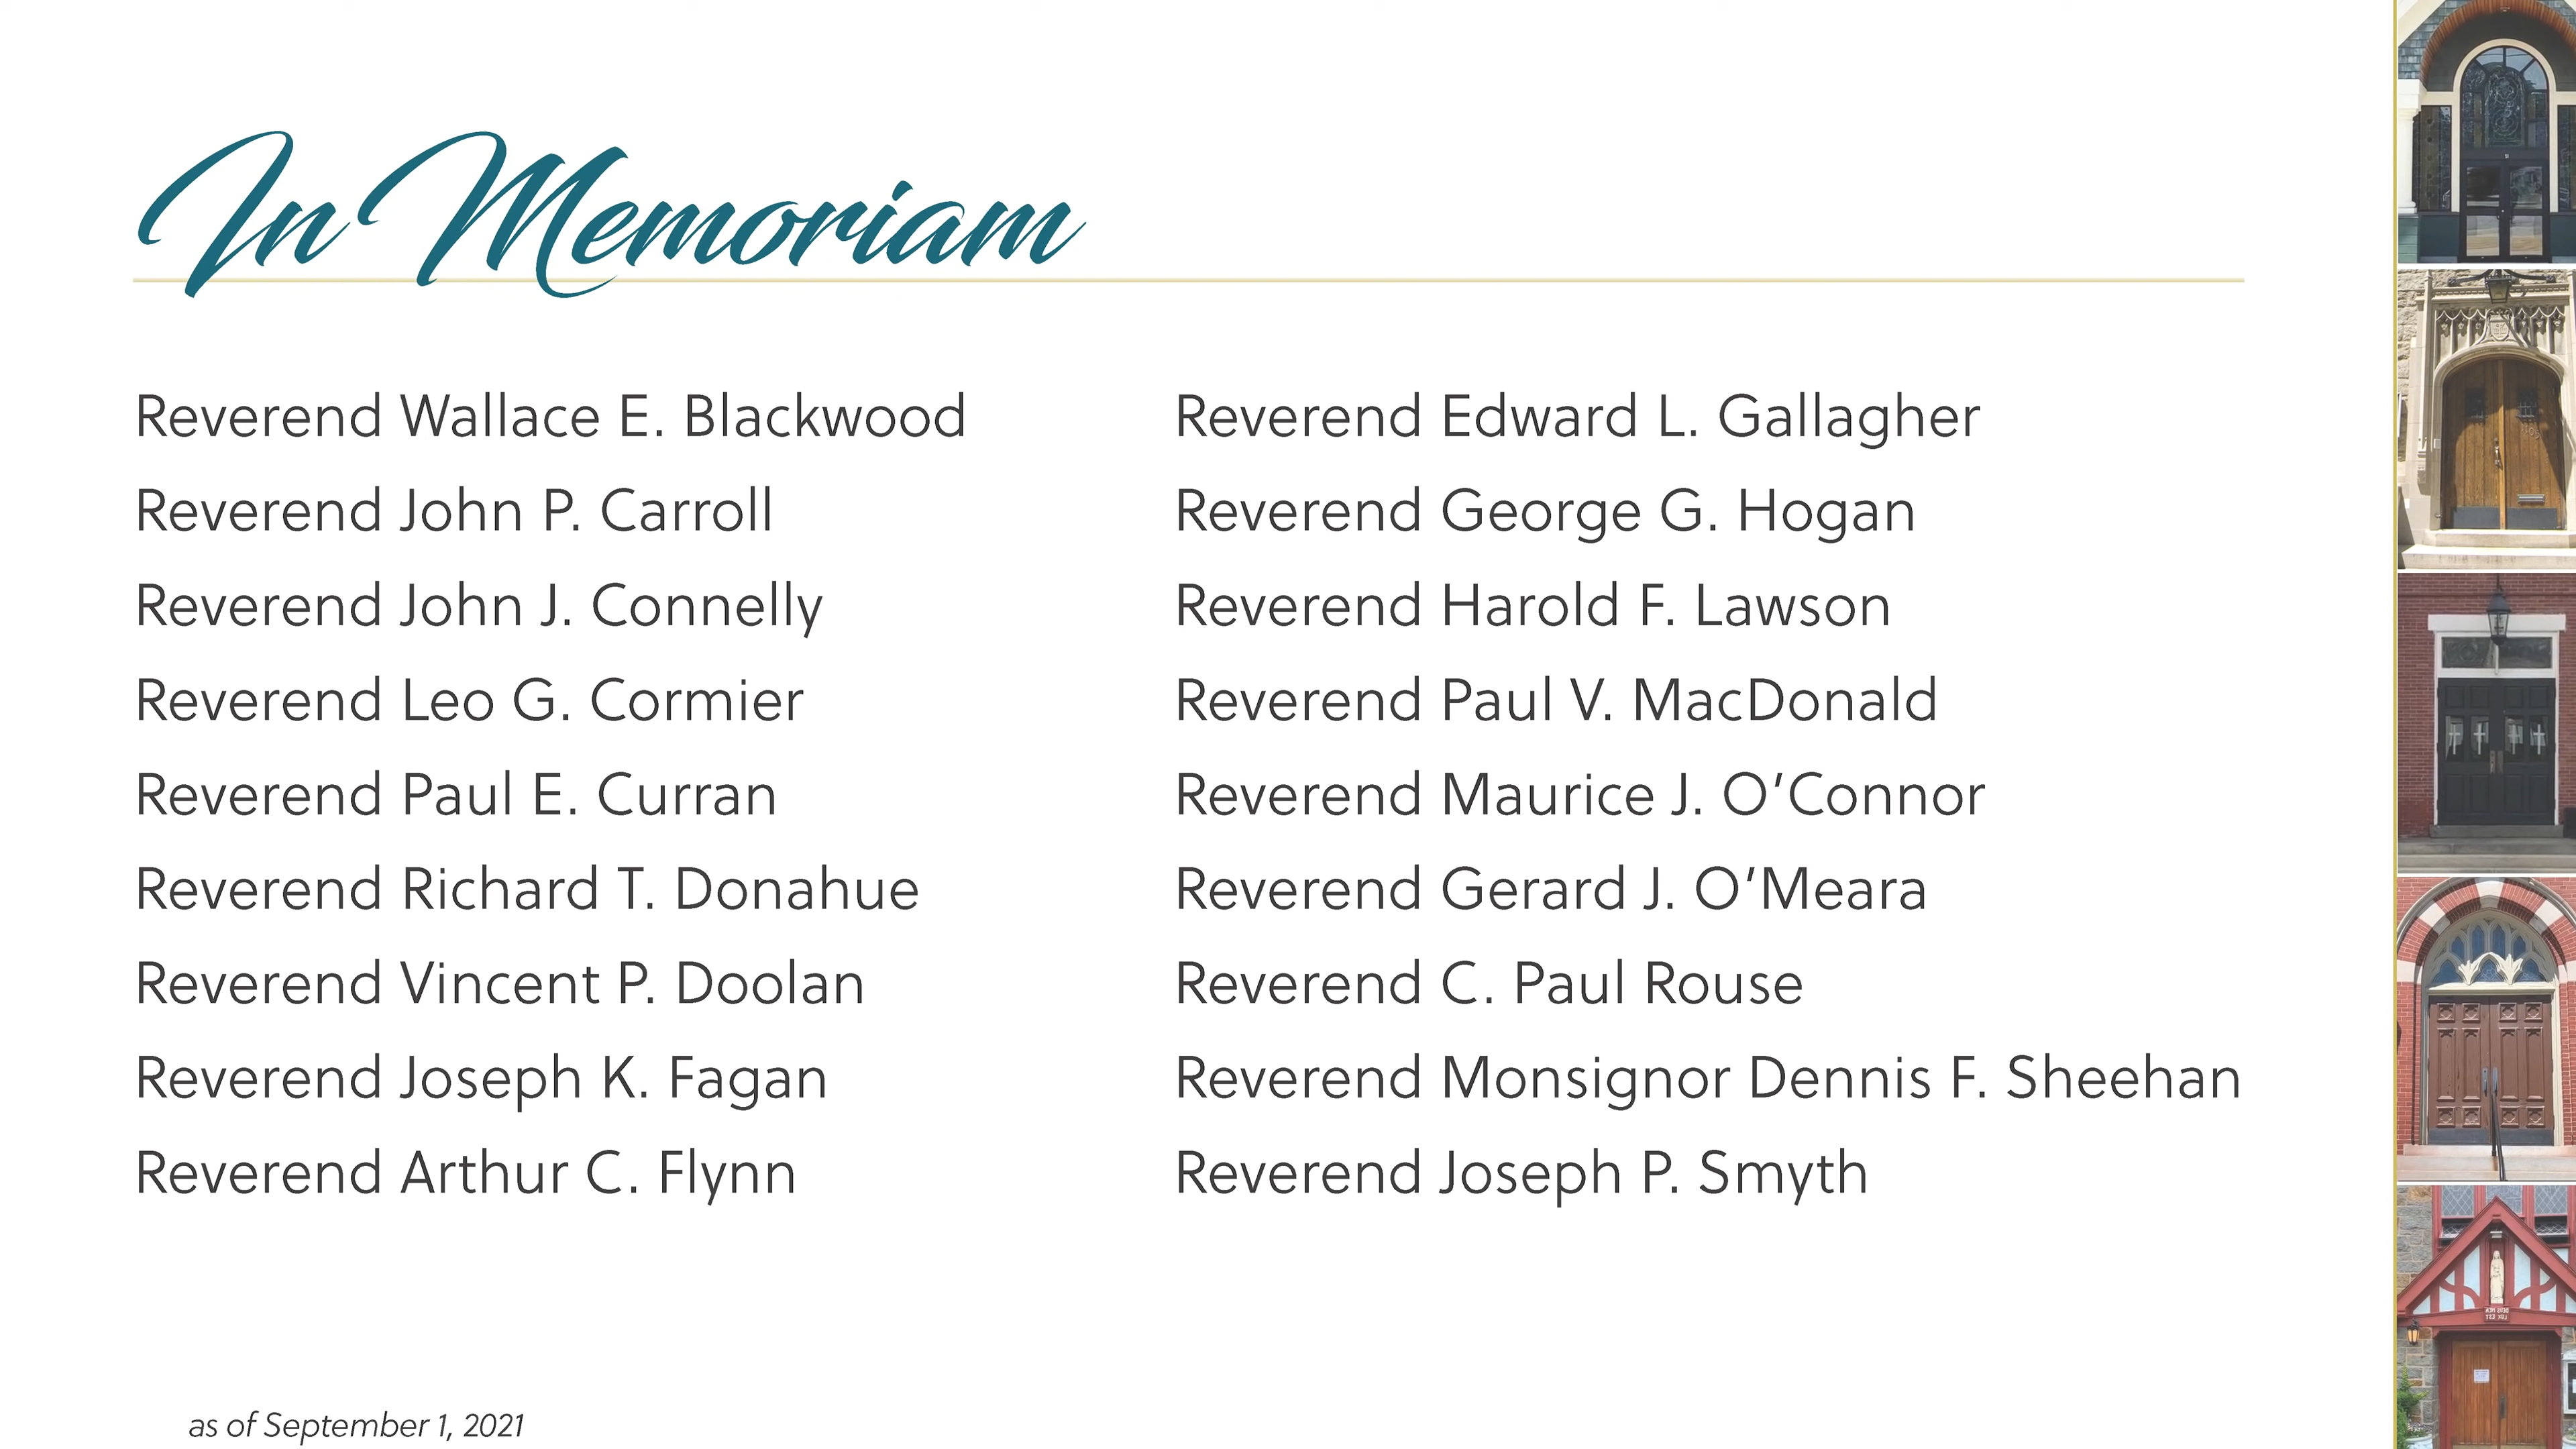 In Memoriam
Reverend Wallace E. Blackwood
Reverend John P. Carroll
Reverend John J. Connelly
Reverend Leo G. Cormier
Reverend Paul E. Curran
Reverend Richard T. Donahue
Reverend Vincent P. Doolan
Reverend Joseph K. Fagan
Reverend Arthur C. Flynn
Reverend Edward L. Gallagher
Reverend George G. Hogan
Reverend Harold F. Lawson
Reverend Paul V. MacDonald
Reverend Maurice J. O’Connor
Reverend Gerard J. O’Meara
Reverend C. Paul Rouse
Reverend Monsignor Dennis F. Sheehan
Reverend Joseph P. Smyth
as of September 1, 2021